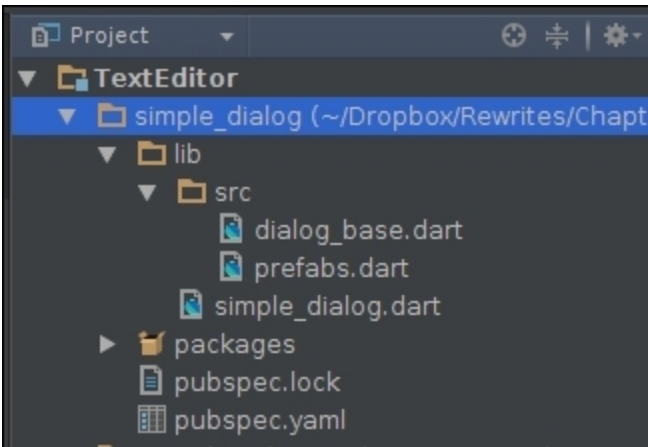 Project
TextEditor
simple_dialog (~/Dropbox/Rewrites/Chapt
lib
src
dialog_base.dart
prefabs.dart
simple_dialog.dart
packages
pubspec.lock
pubspec.yaml